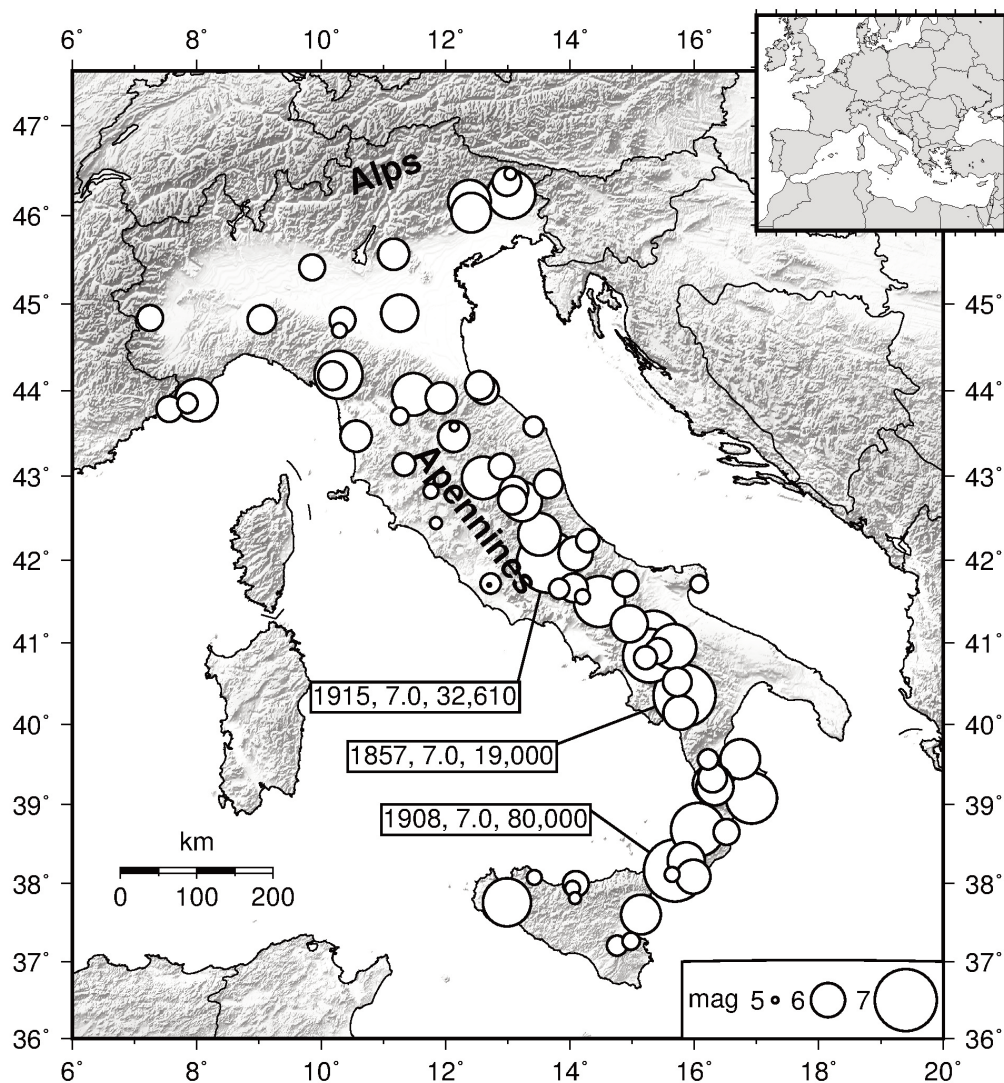 6˚ 8˚ 10˚ 12˚ 14˚ 16˚
47˚
Alps
46˚
45˚ 45˚
44˚ 44˚
43˚ 43˚
Apennines
42˚ 42˚
41˚ 41˚
1915, 7.0, 32,610
40˚ 40˚
1857, 7.0, 19,000
39˚ 39˚
1908, 7.0, 80,000
km
0 100 200
38˚ 38˚
37˚ 37˚
mag 5 6 7
36˚ 36˚
6˚ 8˚ 10˚ 12˚ 14˚ 16˚ 18˚ 20˚